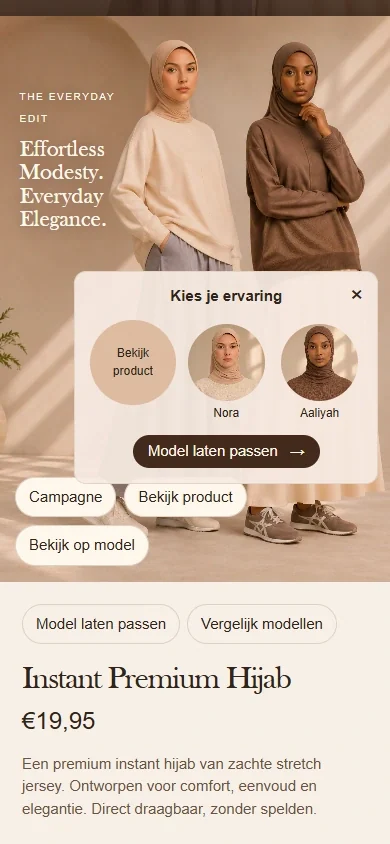 THE EVERYDAY
EDIT
Effortless
Modesty.
Everyday
Elegance.
Kies je ervaring ✕
Bekijk
product
Nora
Aaliyah
Model laten passen →
Campagne
Bekijk product
Bekijk op model
Model laten passen
Vergelijk modellen
Instant Premium Hijab
€19,95
Een premium instant hijab van zachte stretch
jersey. Ontworpen voor comfort, eenvoud en
elegantie. Direct draagbaar, zonder spelden.